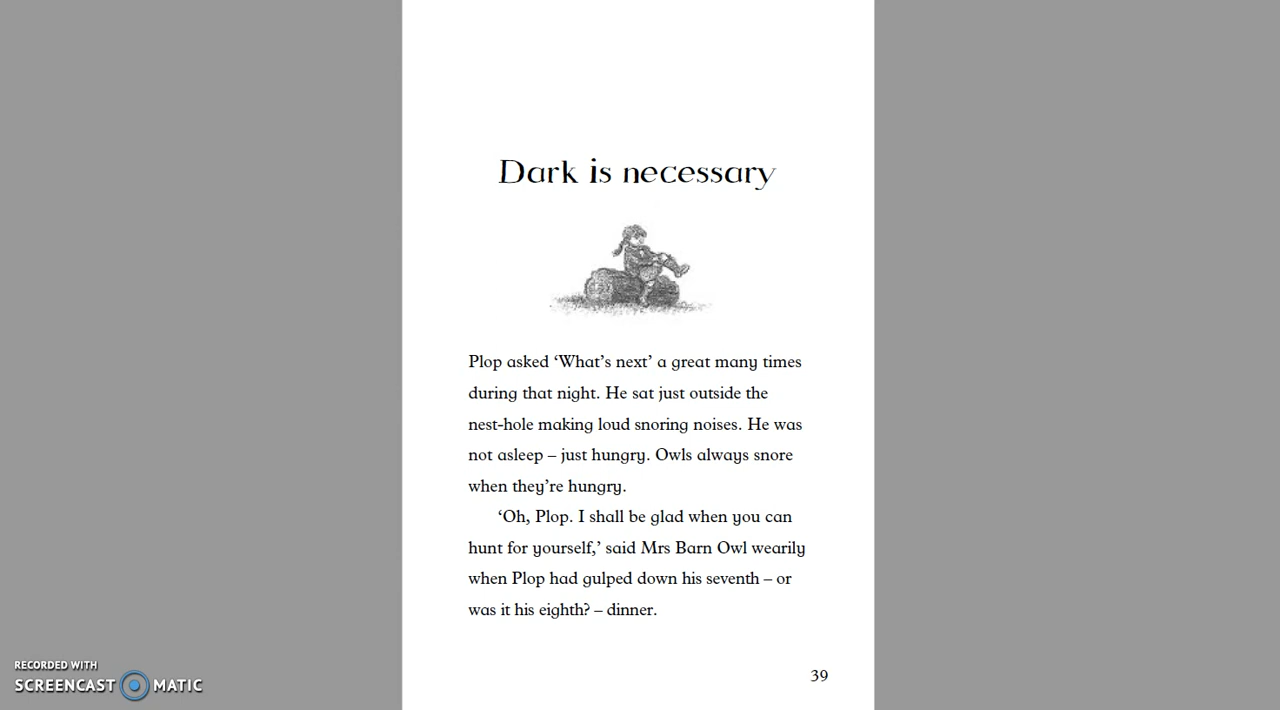 Dark is necessary
Plop asked ‘What’s next’ a great many times
during that night. He sat just outside the
nest-hole making loud snoring noises. He was
not asleep – just hungry. Owls always snore
when they’re hungry.
‘Oh, Plop. I shall be glad when you can
hunt for yourself,’ said Mrs Barn Owl wearily
when Plop had gulped down his seventh – or
was it his eighth? – dinner.
39
RECORDED WITH
SCREENCAST MATIC